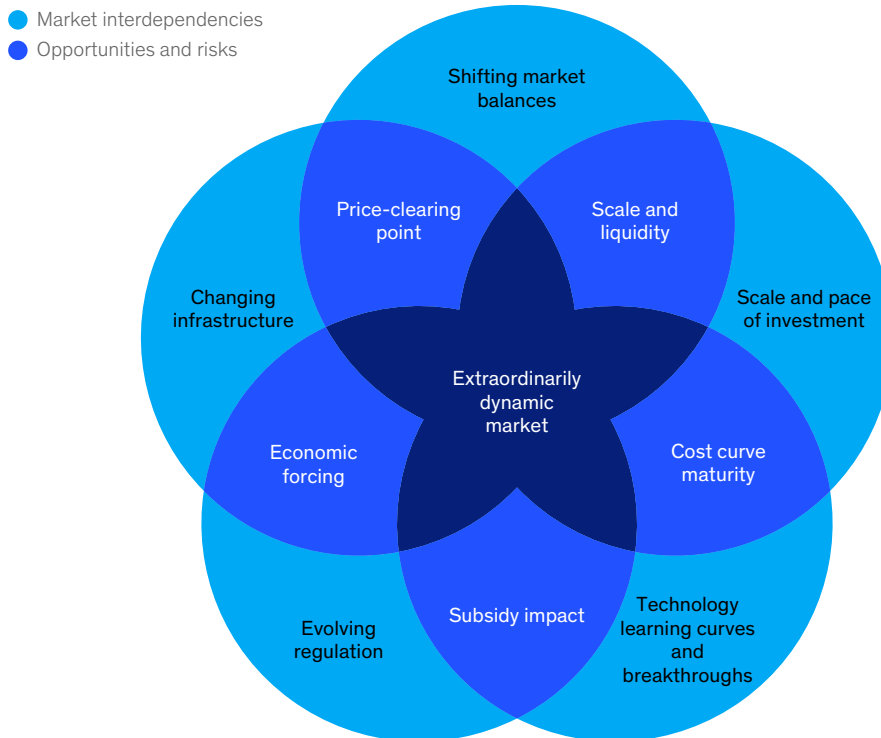 Market interdependencies
Opportunities and risks
Shifting market
balances
Price-clearing
point
Scale and
liquidity
Changing
infrastructure
Scale and pace
of investment
Extraordinarily
dynamic
market
Economic
forcing
Cost curve
maturity
Subsidy impact
Evolving
regulation
Technology
learning curves
and
breakthroughs